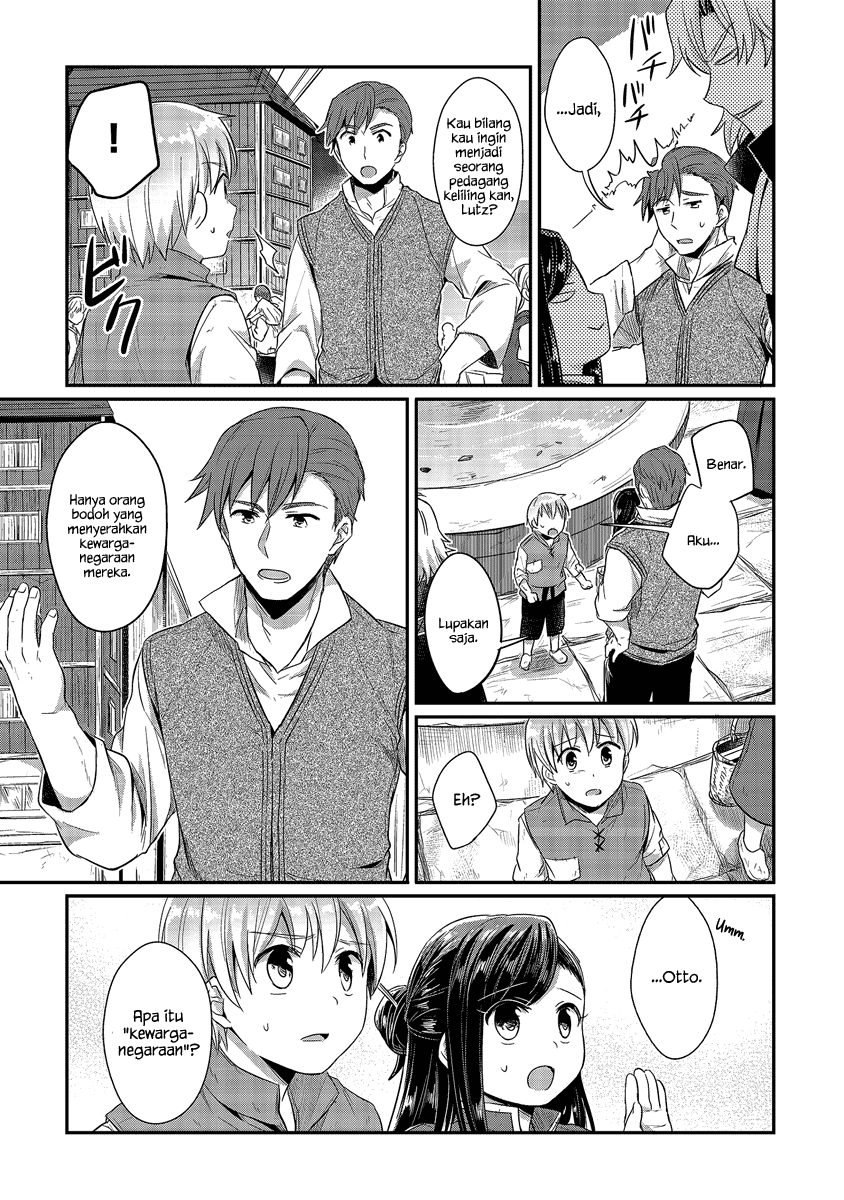 バチ
バチ
...Jadi,
Kau bilang
kau ingin
menjadi
seorang
pedagang
keliling kan,
Lutz?
!
ビク
Benar.
Aku...
Lupakan
saja.
Hanya orang
bodoh yang
menyerahkan
kewarga-
negaraan
mereka.
Eh?
Umm.
...Otto.
Apa itu
"kewarga-
negaraan"?